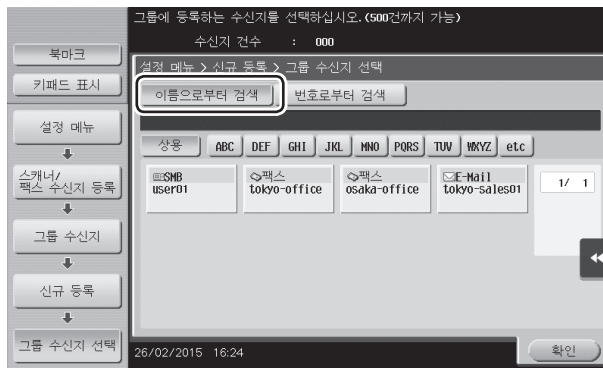 그룹에 등록하는 수신지를 선택하십시오.(500건까지 가능)
수신지 건수 : 000
북마크
키패드 표시
설정 메뉴
스캐너/
팩스 수신지 등록
그룹 수신지
신규 등록
그룹 수신지 선택
설정 메뉴 > 신규 등록 > 그룹 수신지 선택
이름으로부터 검색
번호로부터 검색
상용 ABC DEF GHI JKL MNO PQRS TUV WXYZ etc
SMB
user01
팩스
tokyo-office
팩스
osaka-office
E-Mail
tokyo-sales01
1/ 1
26/02/2015 16:24
확인